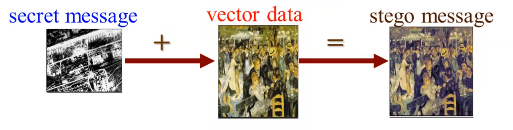 secret message
vector data
stego message
+
=